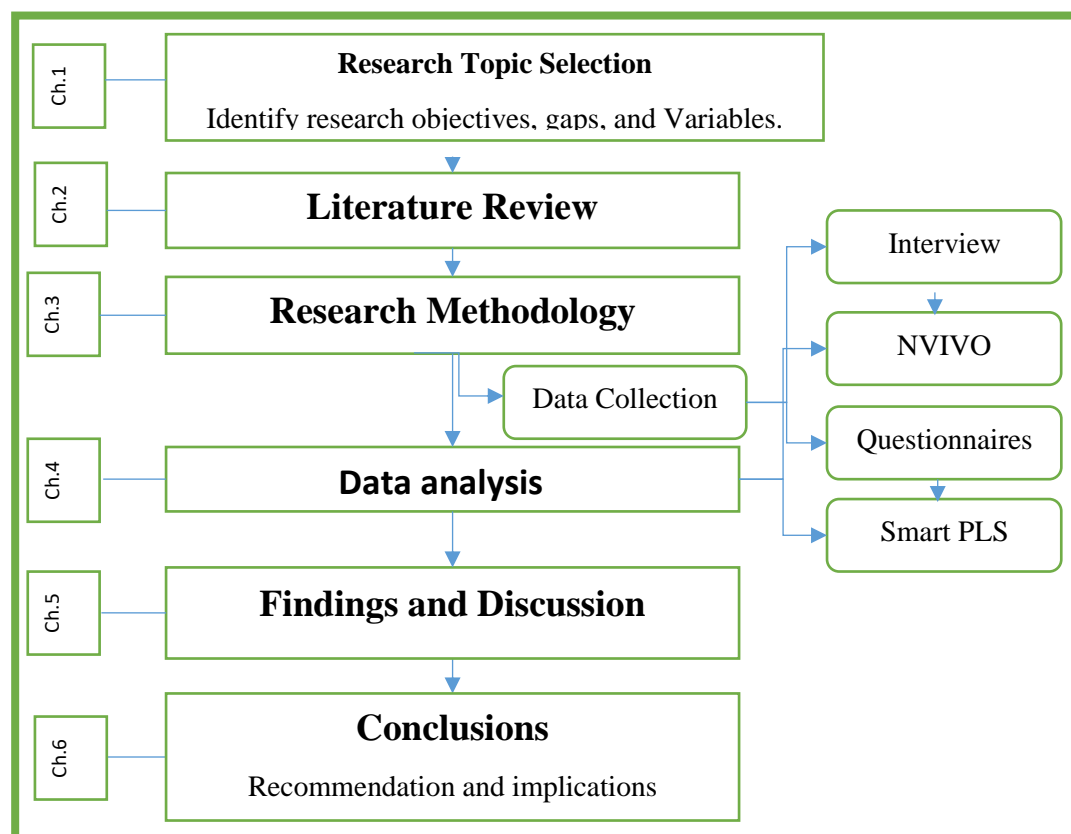 Ch.1
Research Topic Selection
Identify research objectives, gaps, and Variables.
Ch.2
Literature Review
Ch.3
Research Methodology
Data Collection
Interview
NVIVO
Questionnaires
Smart PLS
Ch.4
Data analysis
Ch.5
Findings and Discussion
Ch.6
Conclusions
Recommendation and implications